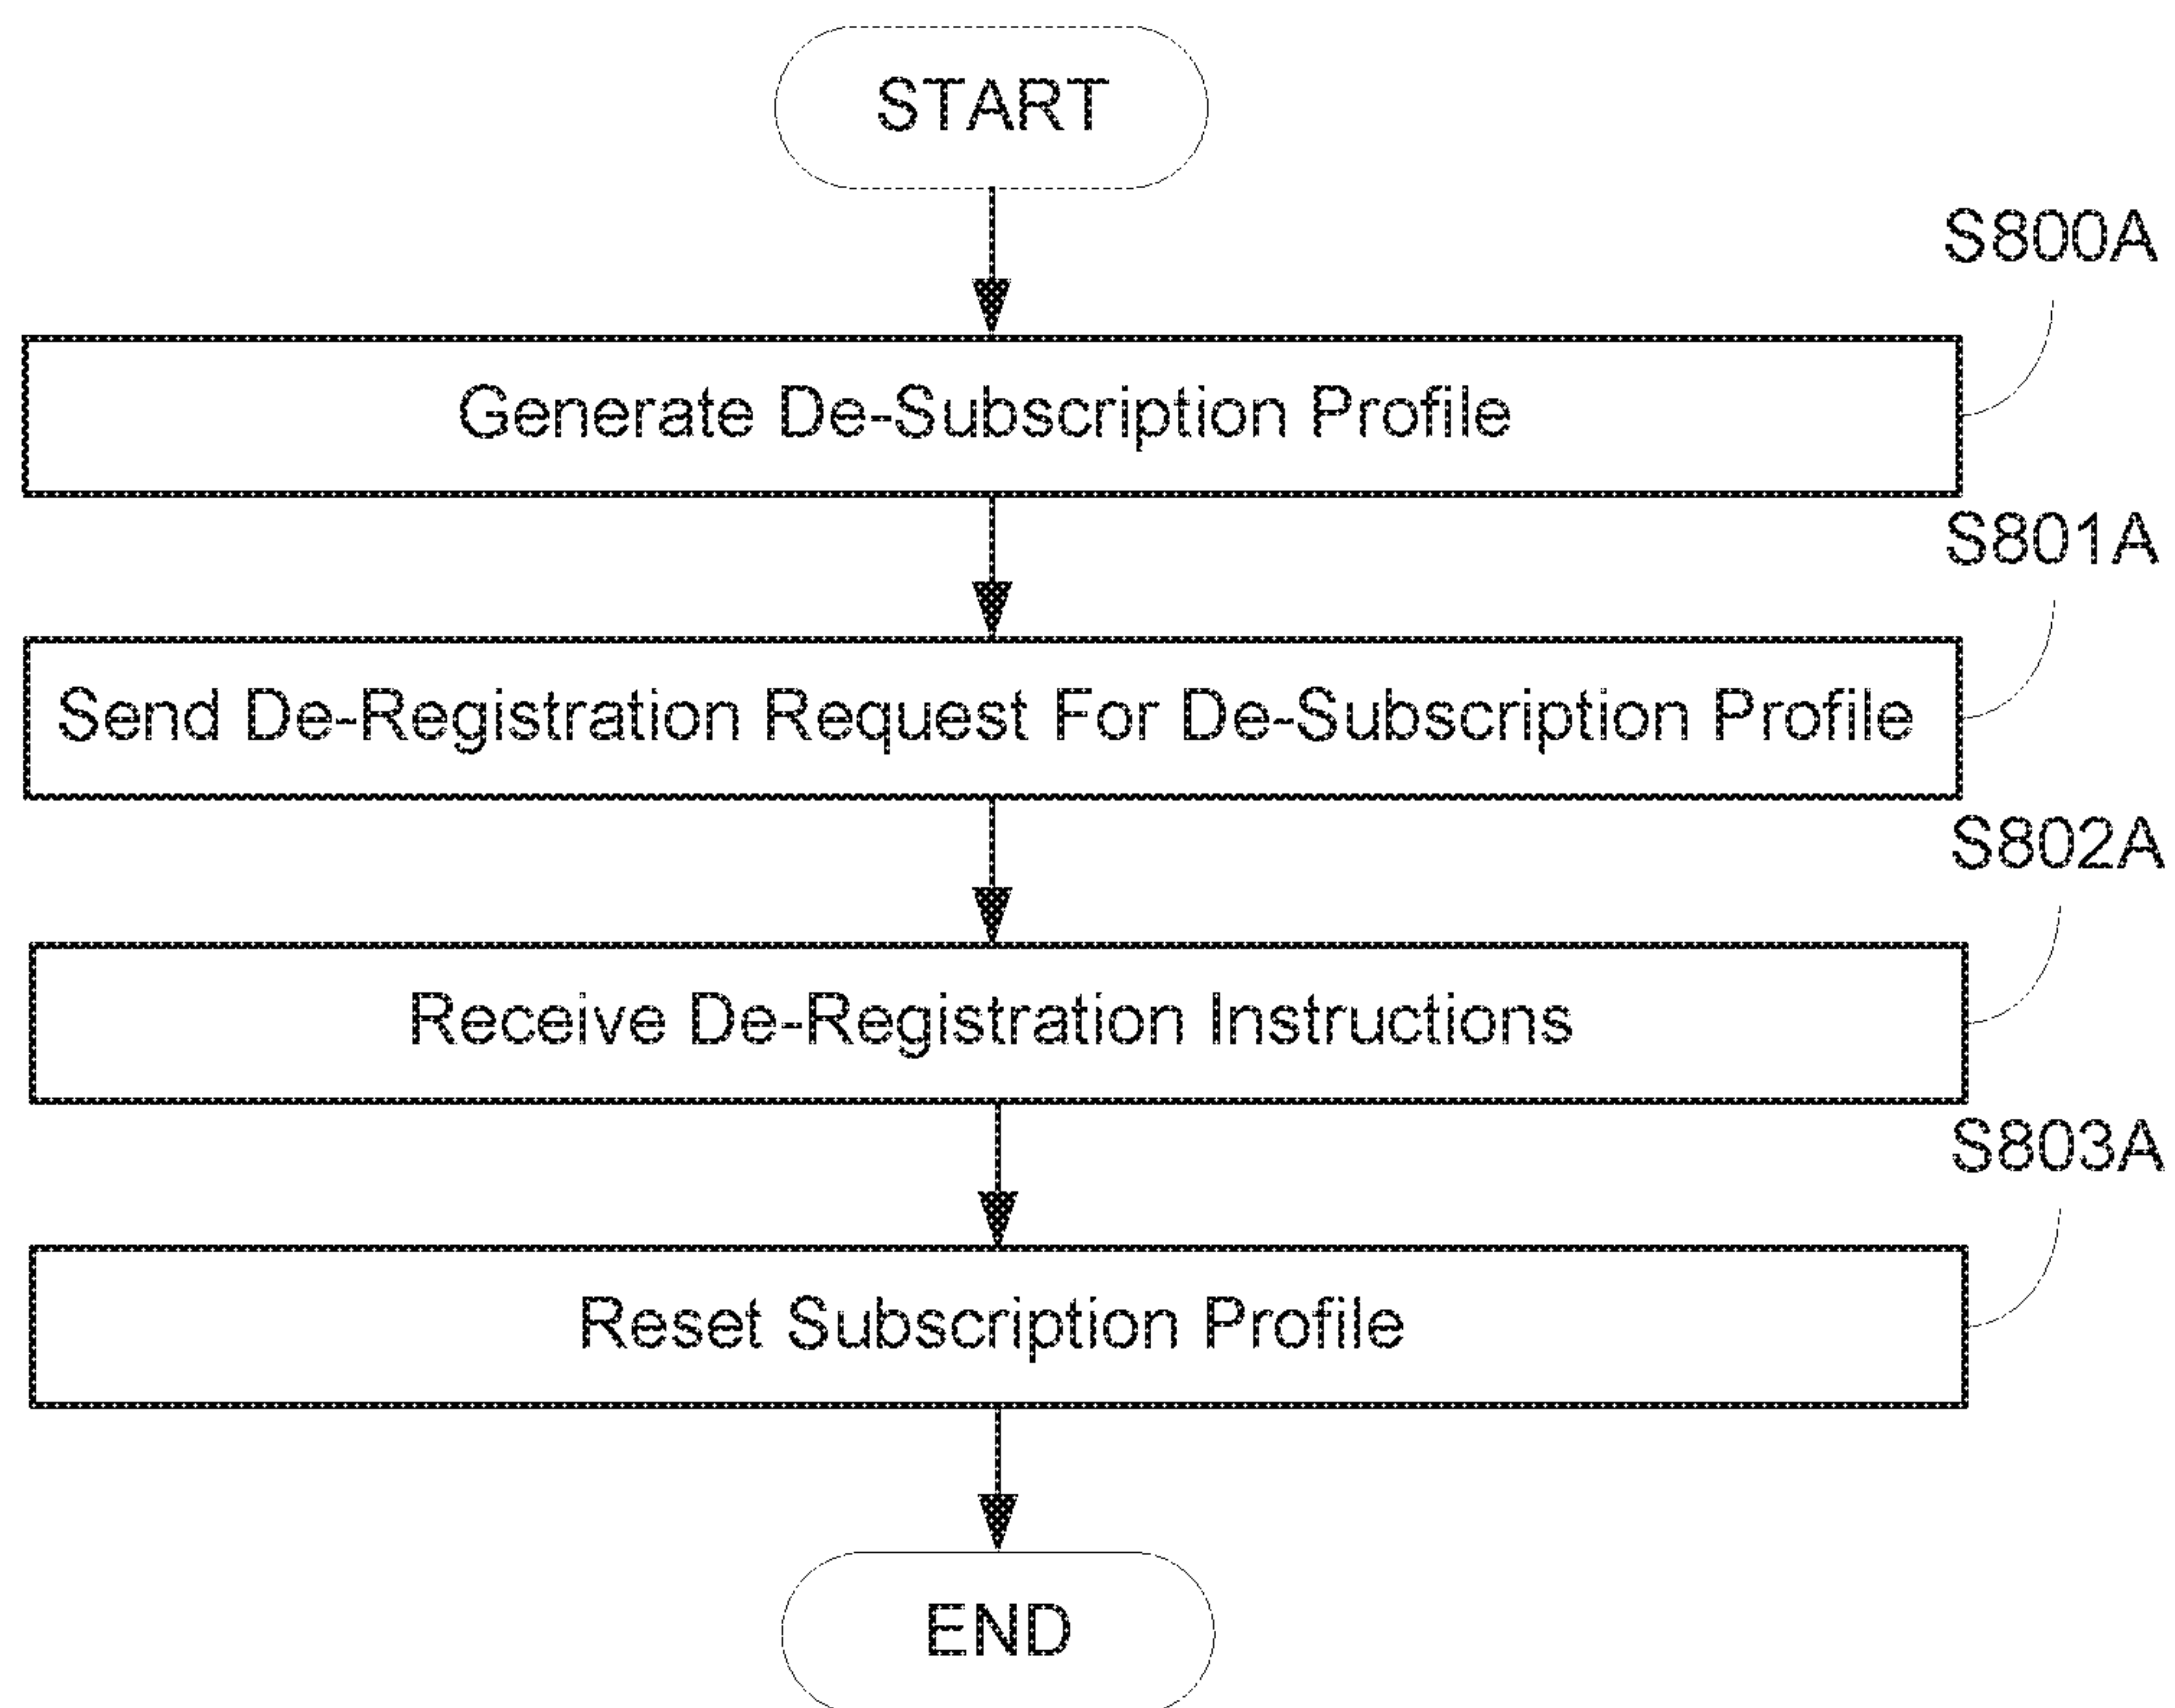 START
S800A
Generate De-Subscription Profile
S801A
Send De-Registration Request For De-Subscription Profile
S802A
Receive De-Registration Instructions
S803A
Reset Subscription Profile
END